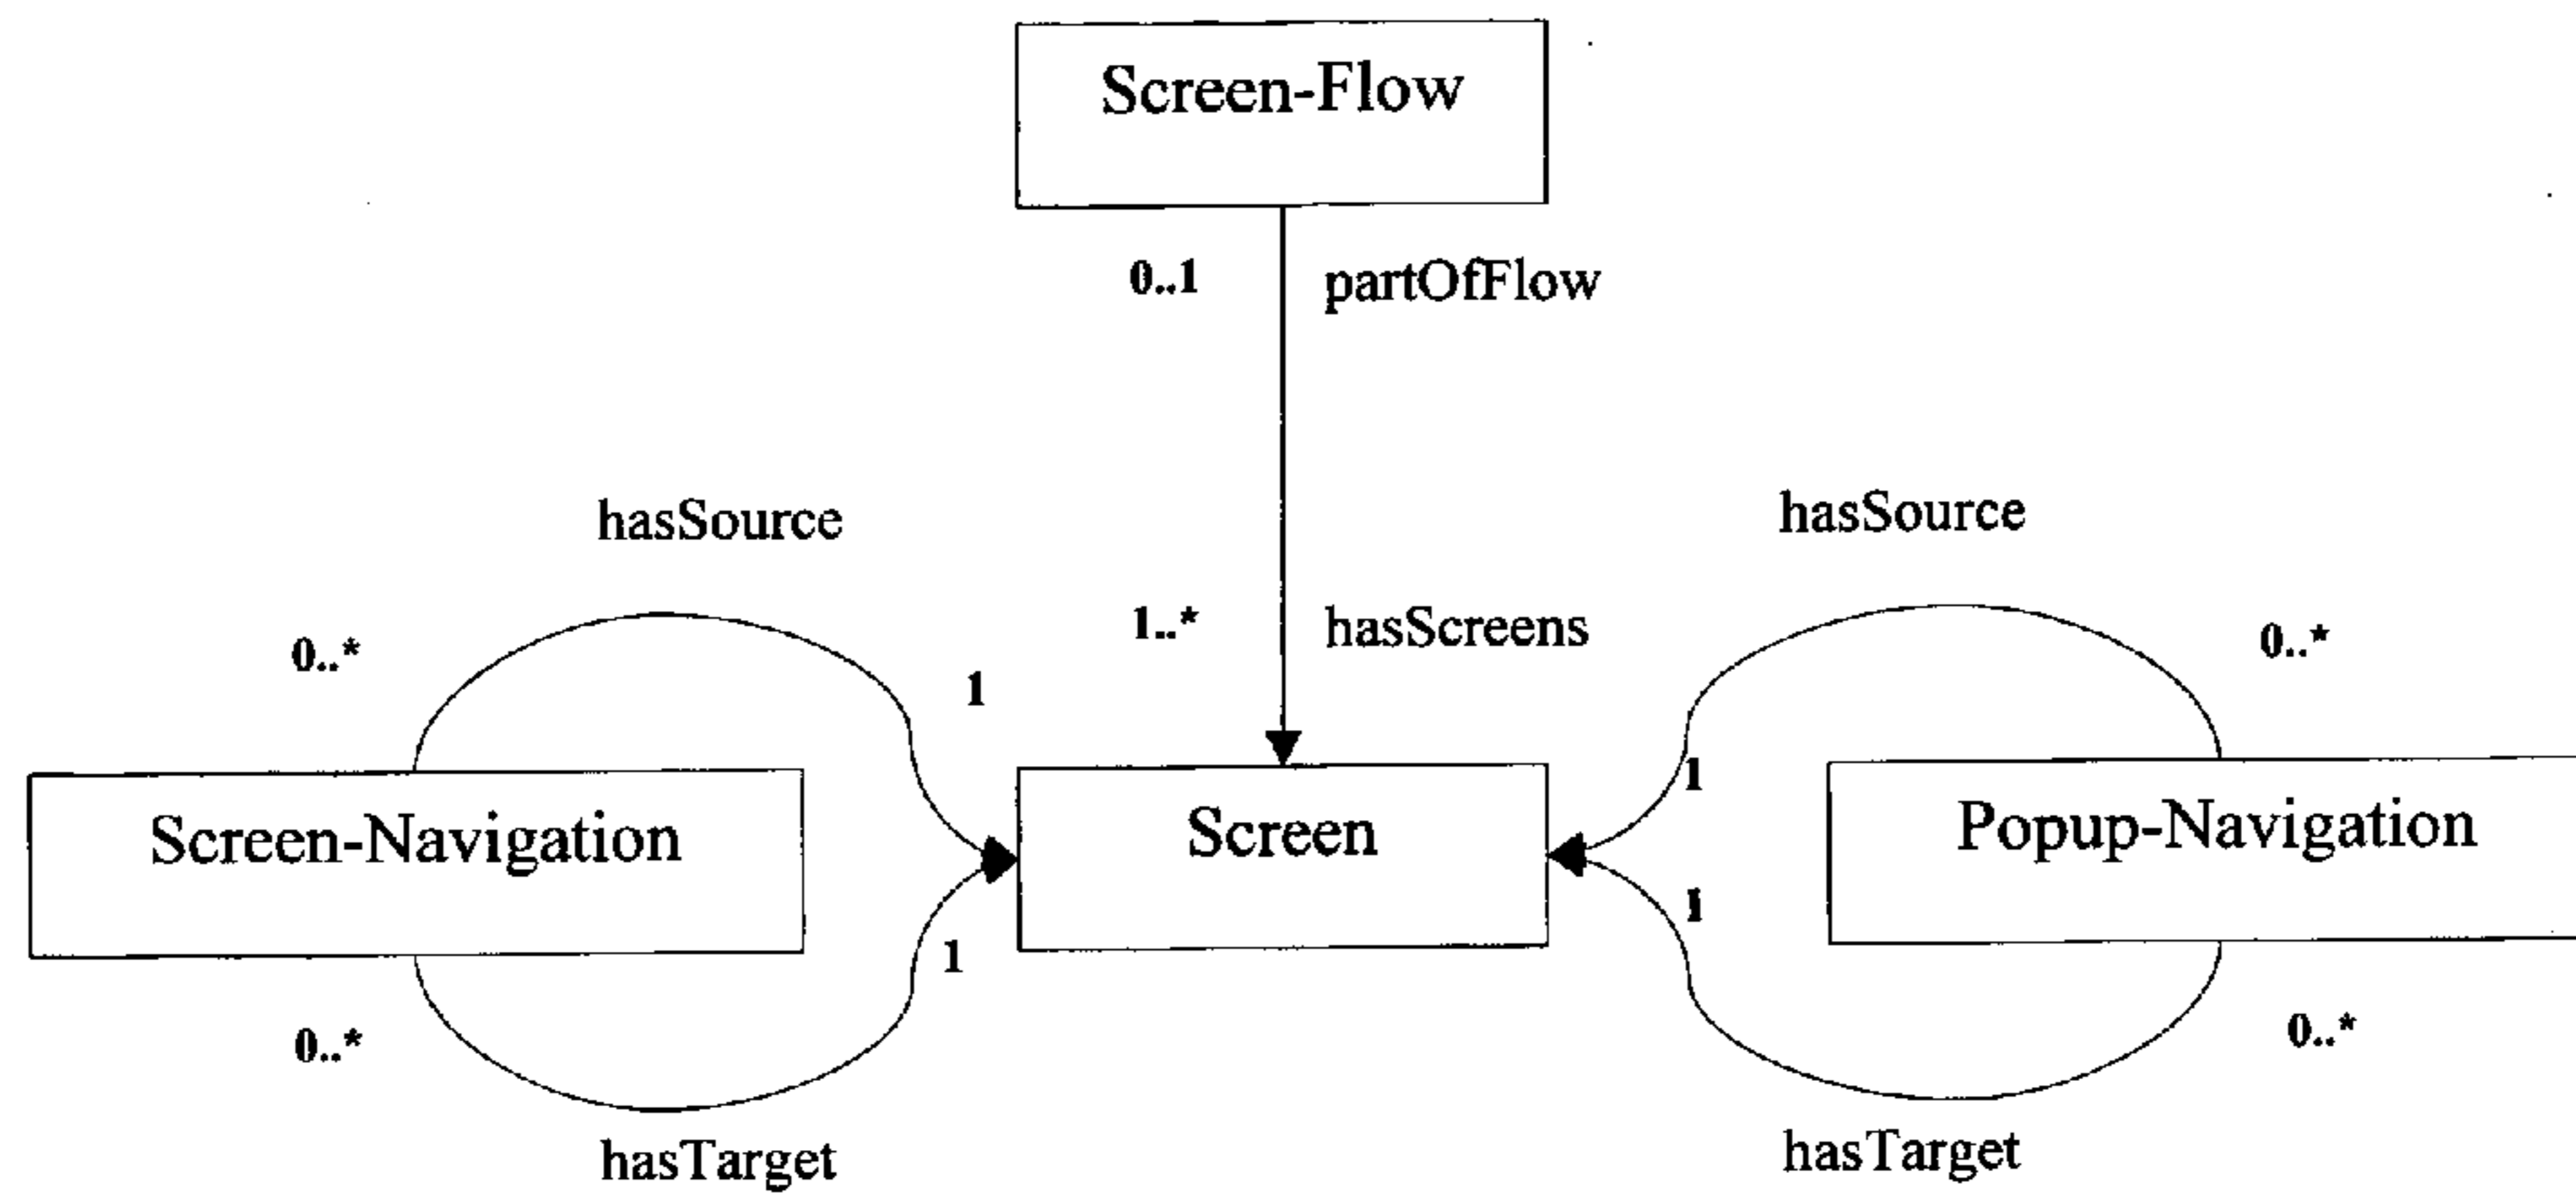 Screen-Flow
0..1
partOfFlow
hasSource
hasSource
0..*
1
1..*
hasScreens
0..*
1
Screen-Navigation
Screen
Popup-Navigation
1
1
0..*
0..*
hasTarget
hasTarget